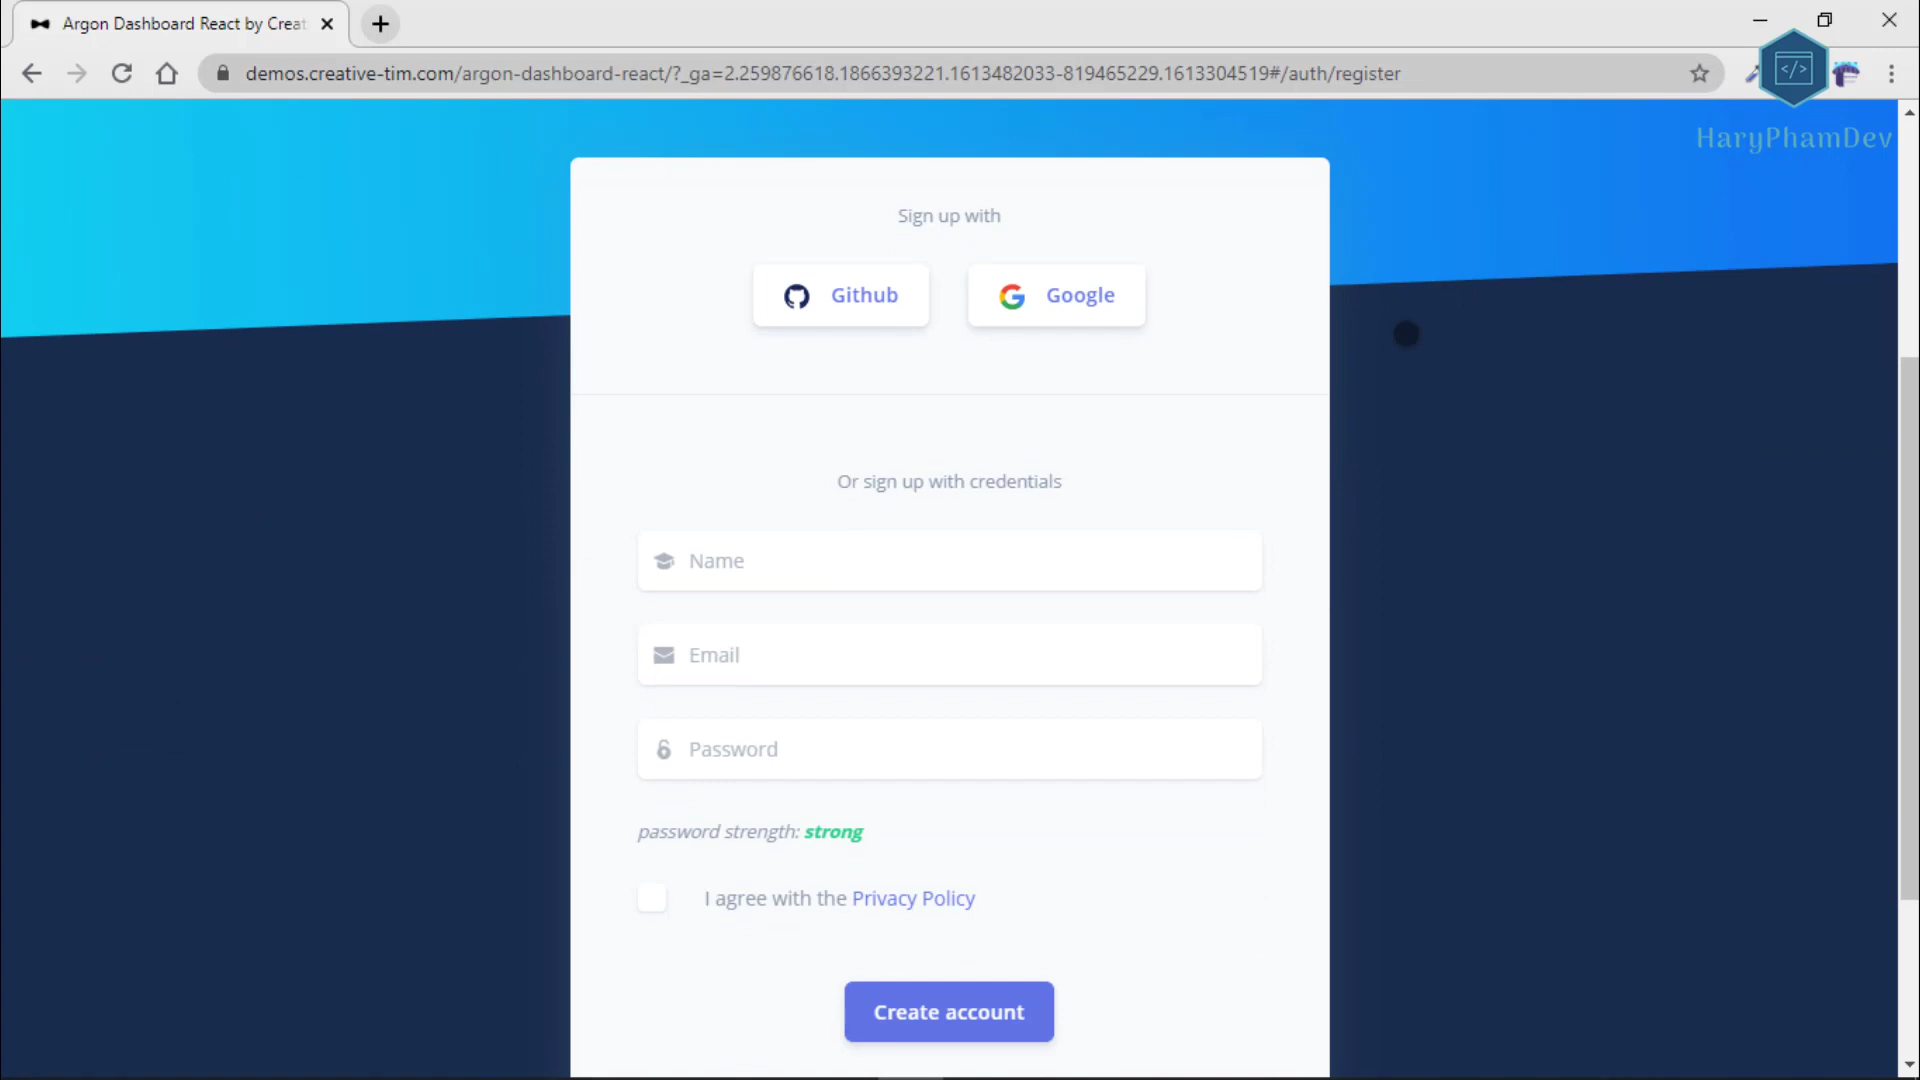 Argon Dashboard React by Creat
demos.creative-tim.com/argon-dashboard-react/?_ga=2.259876618.1866393221.1613482033-819465229.1613304519#/auth/register
</>
HaryPhamDev
Sign up with
Github
Google
Or sign up with credentials
Name
Email
Password
password strength: strong
I agree with the Privacy Policy
Create account